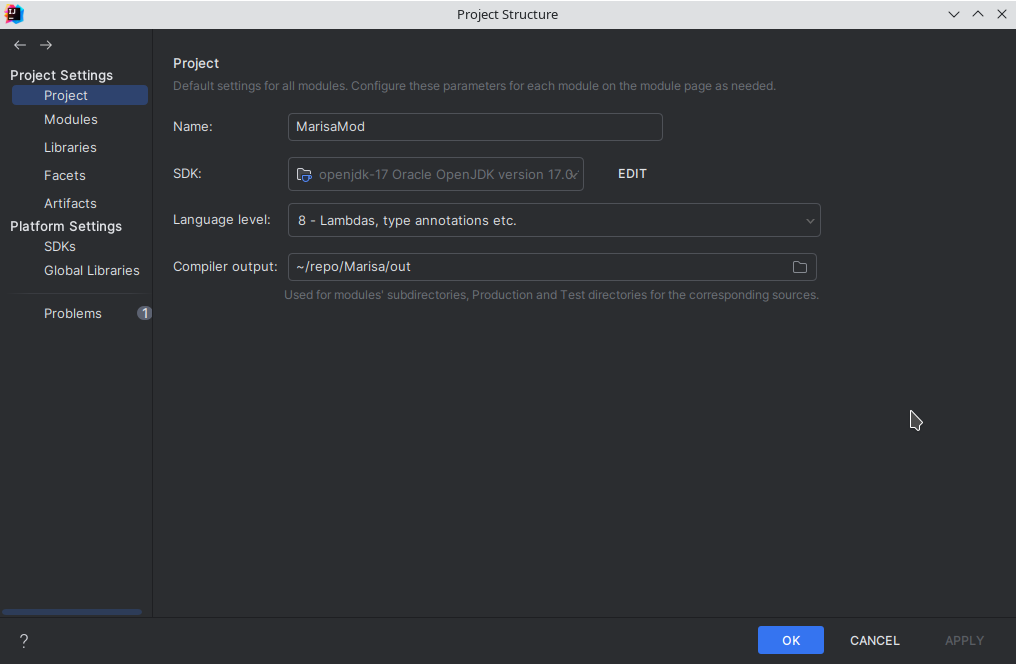 Project Structure
Project Settings
Project
Modules
Libraries
Facets
Artifacts
Platform Settings
SDKs
Global Libraries
Problems 1
Project
Default settings for all modules. Configure these parameters for each module on the module page as needed.
Name: MarisaMod
SDK: openjdk-17 Oracle OpenJDK version 17.0 EDIT
Language level: 8 - Lambdas, type annotations etc.
Compiler output: ~/repo/Marisa/out
Used for modules' subdirectories, Production and Test directories for the corresponding sources.
? OK CANCEL APPLY